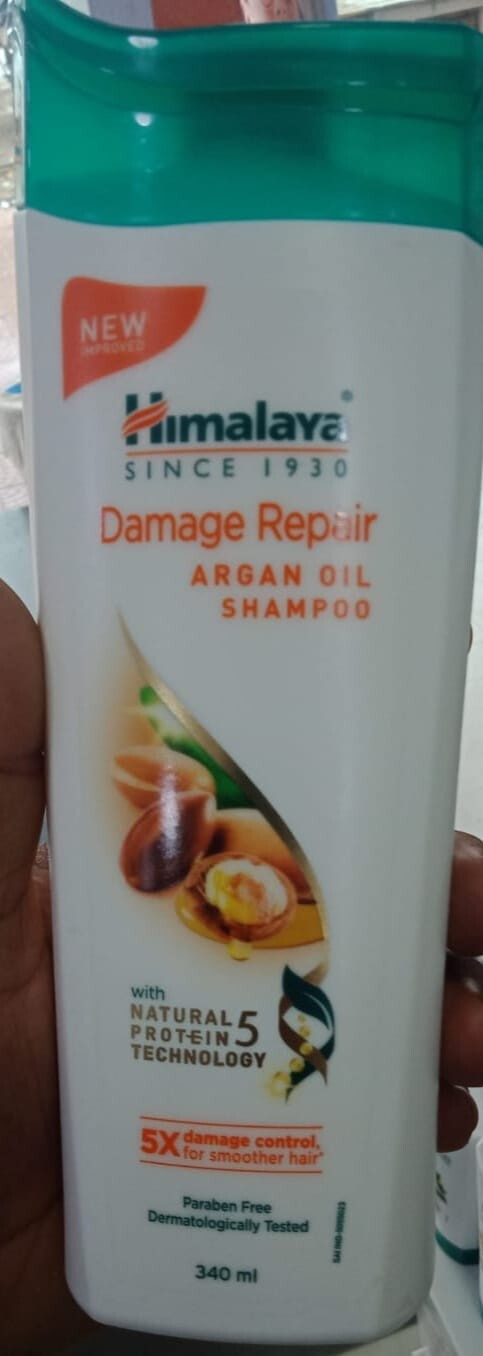 NEW
IMPROVED
Himalaya®
SINCE 1930
Damage Repair
ARGAN OIL
SHAMPOO
with
NATURAL 5
PROTEIN
TECHNOLOGY
5X damage control,
for smoother hair*
Paraben Free
Dermatologically Tested
340 ml